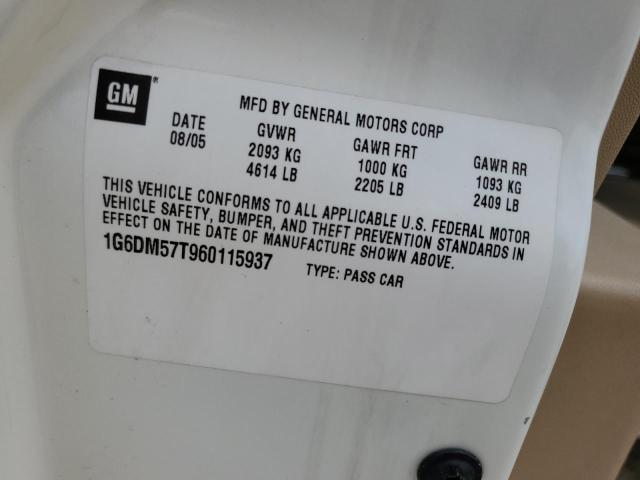 GM®
MFD BY GENERAL MOTORS CORP
DATE GVWR GAWR FRT GAWR RR
08/05 2093 KG 1000 KG 1093 KG
4614 LB 2205 LB 2409 LB
THIS VEHICLE CONFORMS TO ALL APPLICABLE U.S. FEDERAL MOTOR
VEHICLE SAFETY, BUMPER, AND THEFT PREVENTION STANDARDS IN
EFFECT ON THE DATE OF MANUFACTURE SHOWN ABOVE.
1G6DM57T960115937 TYPE: PASS CAR